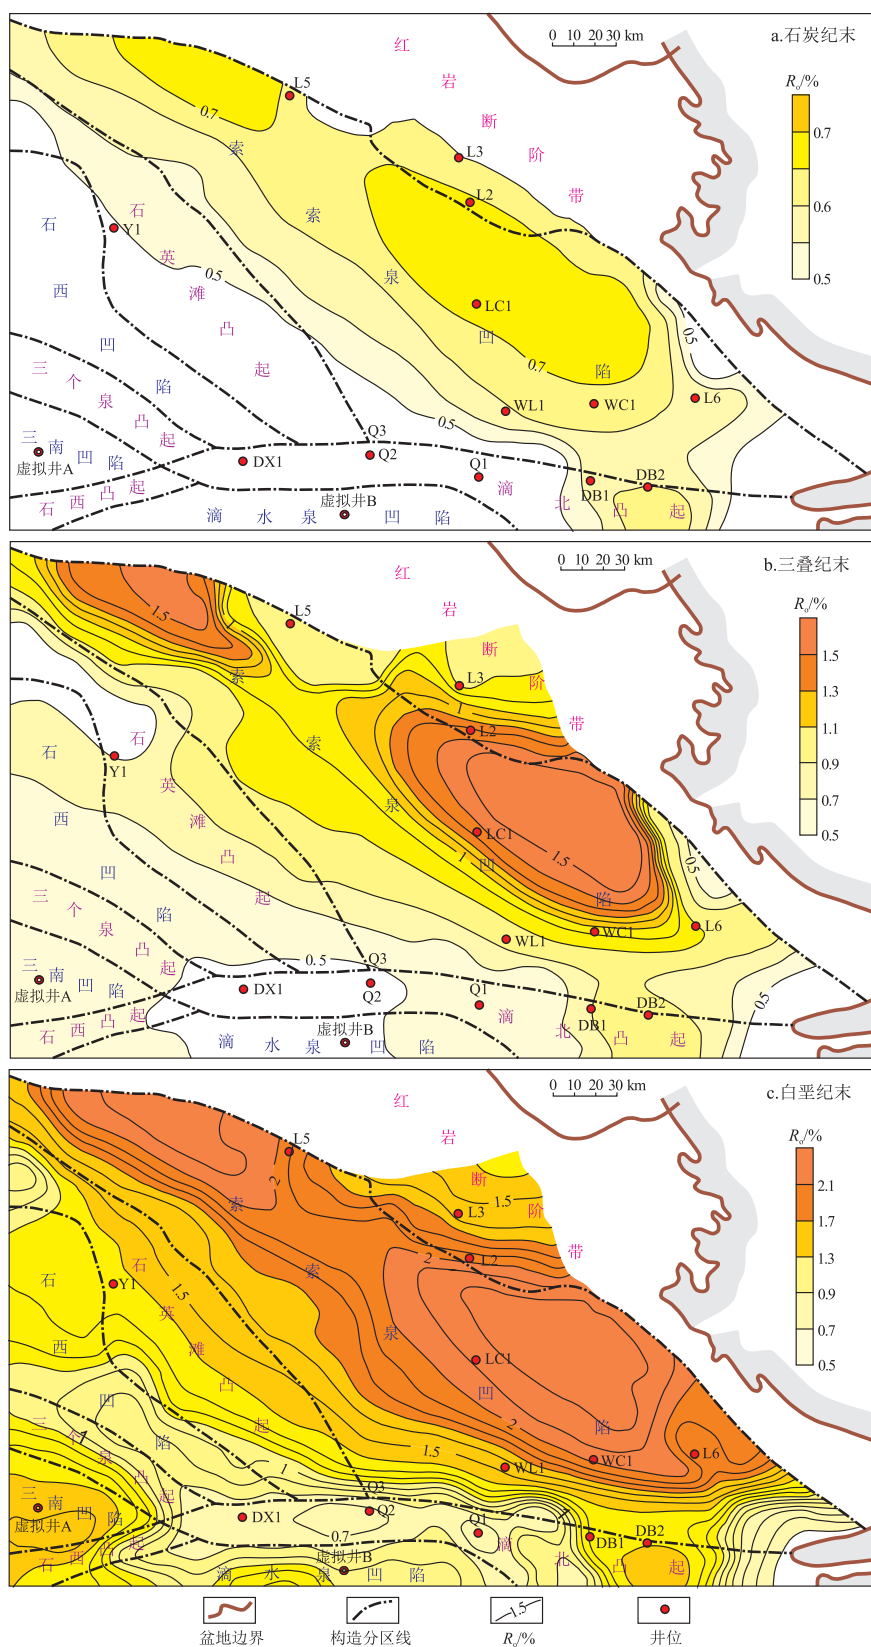 a.石炭纪末
0 10 20 30 km
R₀/%
0.7
0.6
0.5
红
岩
断
阶
带
L5
L3
L2
0.7
索
索
泉
凹
陷
LC1
0.7
石
英
滩
凸
起
Y1
0.5
石
西
凹
陷
0.5
0.5
WL1
WC1
L6
三
个
泉
凸
起
三
南
凹
陷
虚拟井A
石
西
凸
起
DX1
Q3
Q2
Q1
虚拟井B
滴
水
泉
凹
陷
滴
北
凸
起
DB1
DB2
b.三叠纪末
0 10 20 30 km
R₀/%
1.5
1.3
1.1
0.9
0.7
0.5
红
岩
断
阶
带
L5
L3
L2
1.5
1
1
索
索
泉
凹
陷
LC1
1.5
1
石
英
滩
凸
起
Y1
石
西
凹
陷
0.5
0.5
0.5
WL1
WC1
L6
三
个
泉
凸
起
三
南
凹
陷
虚拟井A
石
西
凸
起
DX1
Q3
Q2
Q1
虚拟井B
滴
水
泉
凹
陷
滴
北
凸
起
DB1
DB2
c.白垩纪末
0 10 20 30 km
R₀/%
2.1
1.7
1.3
0.9
0.7
0.5
红
岩
断
阶
带
L5
L3
L2
2
1.5
2
索
索
泉
凹
陷
LC1
2
1.5
1.5
石
英
滩
凸
起
Y1
石
西
凹
陷
1
1
1
0.7
WL1
WC1
L6
三
个
泉
凸
起
三
南
凹
陷
虚拟井A
石
西
凸
起
DX1
Q3
Q2
Q1
虚拟井B
滴
水
泉
凹
陷
滴
北
凸
起
DB1
DB2
1.5
盆地边界
构造分区线
R₀/%
井位